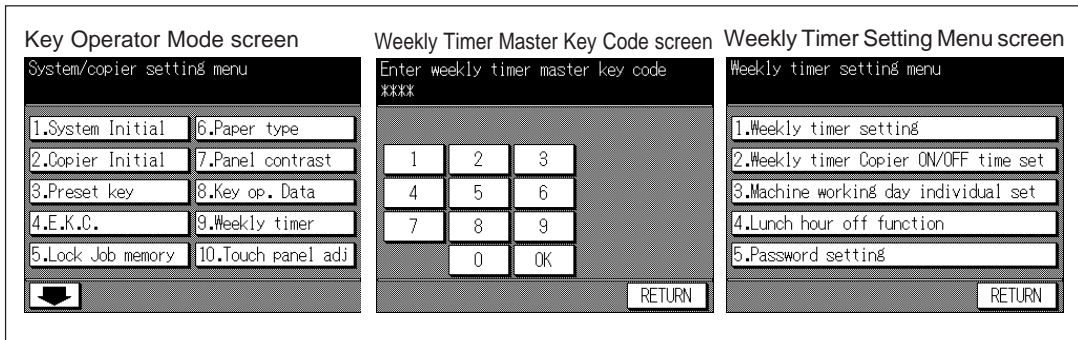 Key Operator Mode screen
System/copier setting menu
1.System Initial
6.Paper type
2.Copier Initial
7.Panel contrast
3.Preset key
8.Key op. Data
4.E.K.C.
9.Weekly timer
5.Lock Job memory
10.Touch panel adj
Weekly Timer Master Key Code screen
Enter weekly timer master key code
****
1 2 3
4 5 6
7 8 9
0 OK
RETURN
Weekly Timer Setting Menu screen
Weekly timer setting menu
1.Weekly timer setting
2.Weekly timer Copier ON/OFF time set
3.Machine working day individual set
4.Lunch hour off function
5.Password setting
RETURN